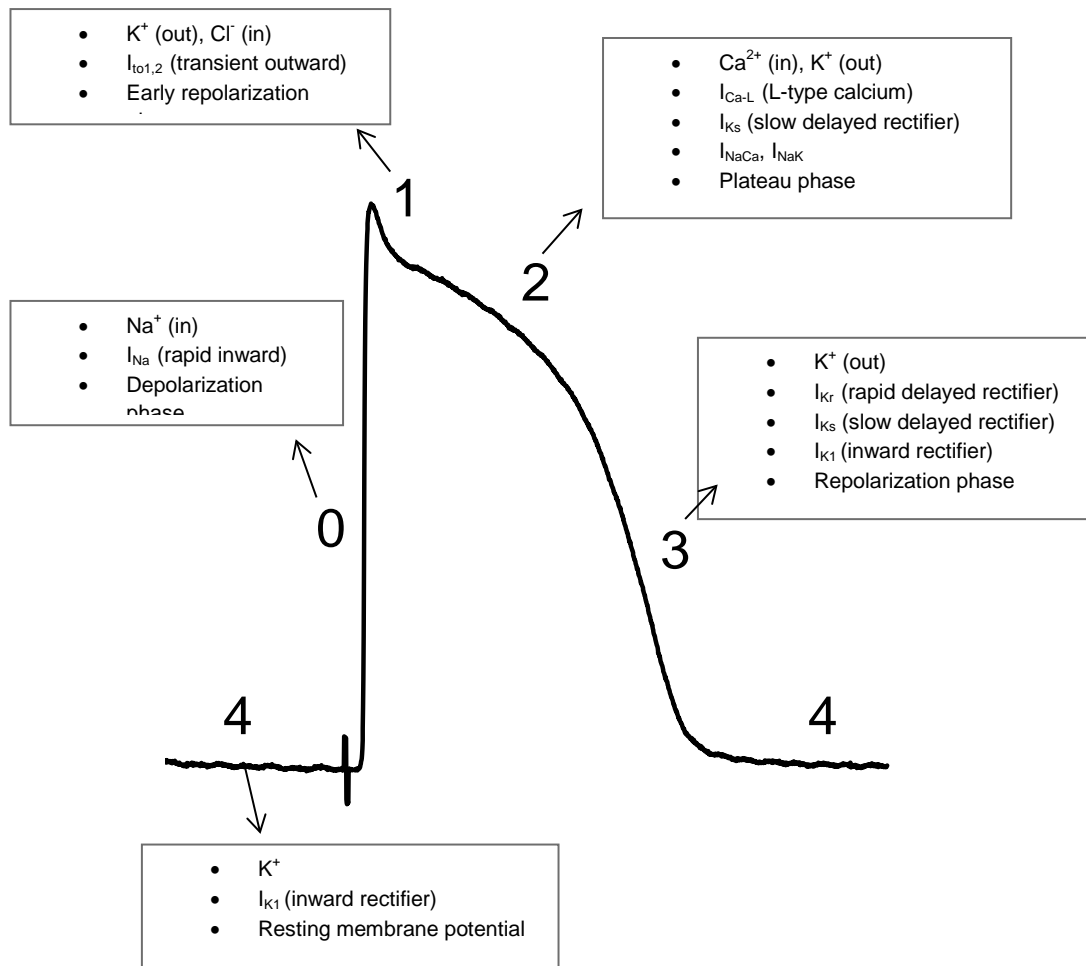 • K⁺ (out), Cl⁻ (in)
• Ito1,2 (transient outward)
• Early repolarization
• Ca²⁺ (in), K⁺ (out)
• ICa-L (L-type calcium)
• IKs (slow delayed rectifier)
• INaCa, INaK
• Plateau phase
1
2
• Na⁺ (in)
• INa (rapid inward)
• Depolarization
phase
• K⁺ (out)
• IKr (rapid delayed rectifier)
• IKs (slow delayed rectifier)
• IK1 (inward rectifier)
• Repolarization phase
0
3
4
4
• K⁺
• IK1 (inward rectifier)
• Resting membrane potential